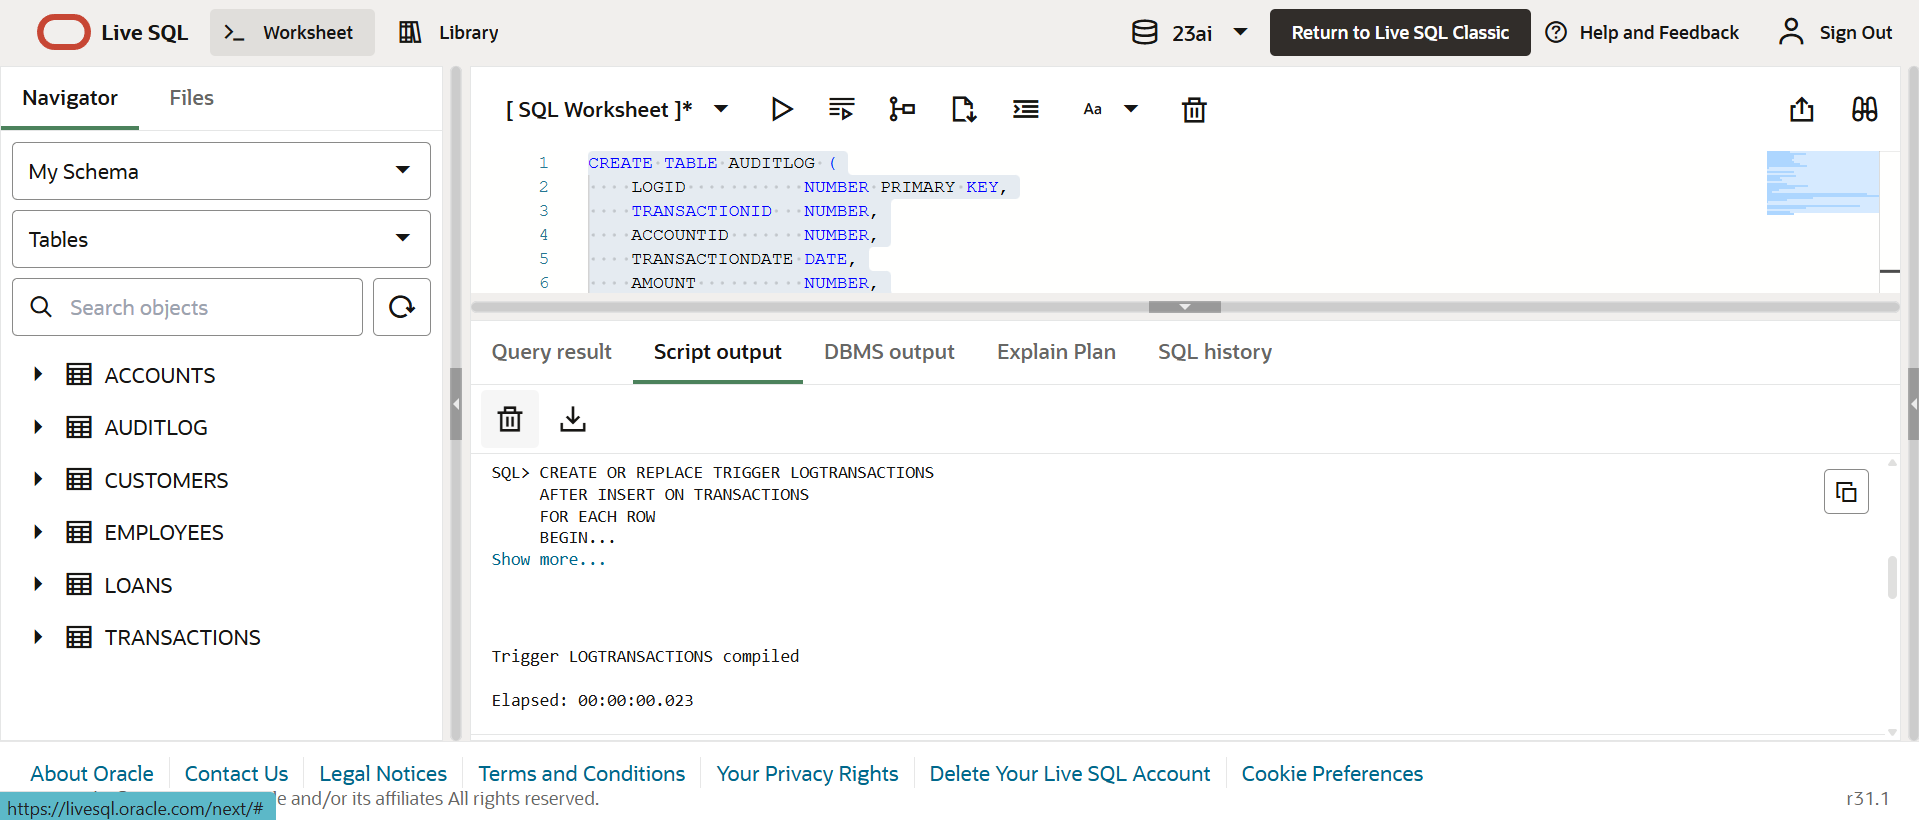 Live SQL
Worksheet
Library
23ai
Return to Live SQL Classic
Help and Feedback
Sign Out
Navigator
Files
My Schema
Tables
Search objects
ACCOUNTS
AUDITLOG
CUSTOMERS
EMPLOYEES
LOANS
TRANSACTIONS
[ SQL Worksheet ]*
Aa
1 CREATE TABLE AUDITLOG (
2 LOGID NUMBER PRIMARY KEY,
3 TRANSACTIONID NUMBER,
4 ACCOUNTID NUMBER,
5 TRANSACTIONDATE DATE,
6 AMOUNT NUMBER,
Query result
Script output
DBMS output
Explain Plan
SQL history
SQL> CREATE OR REPLACE TRIGGER LOGTRANSACTIONS
AFTER INSERT ON TRANSACTIONS
FOR EACH ROW
BEGIN...
Show more...
Trigger LOGTRANSACTIONS compiled
Elapsed: 00:00:00.023
About Oracle
Contact Us
Legal Notices
Terms and Conditions
Your Privacy Rights
Delete Your Live SQL Account
Cookie Preferences
https://livesql.oracle.com/next/#
and/or its affiliates All rights reserved.
r31.1